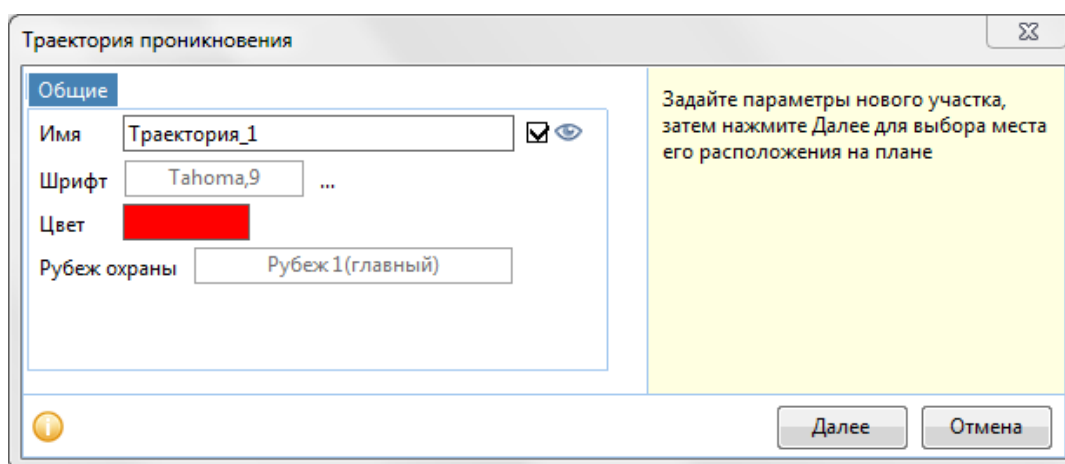 Траектория проникновения
Общие
Имя Траектория_1
Шрифт Tahoma,9 ...
Цвет
Рубеж охраны Рубеж 1(главный)
Задайте параметры нового участка,
затем нажмите Далее для выбора места
его расположения на плане
Далее Отмена